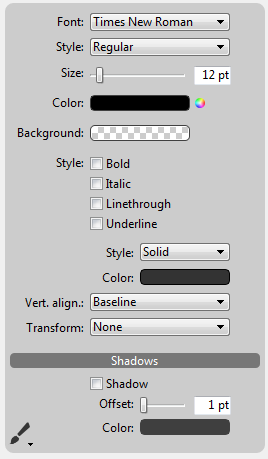 Font: Times New Roman
Style: Regular
Size: 12 pt
Color:
Background:
Style: Bold
Italic
Linethrough
Underline
Style: Solid
Color:
Vert. align.: Baseline
Transform: None
Shadows
Shadow
Offset: 1 pt
Color: